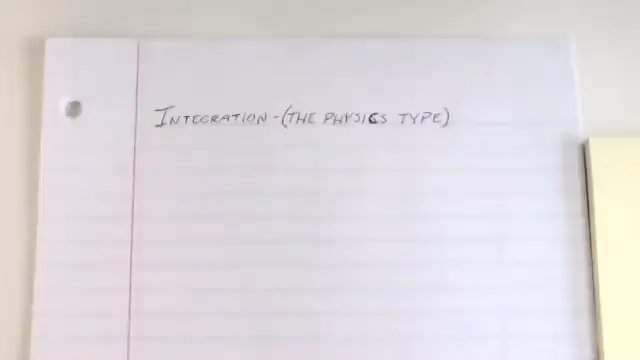 INTEGRATION - (THE PHYSICS TYPE)